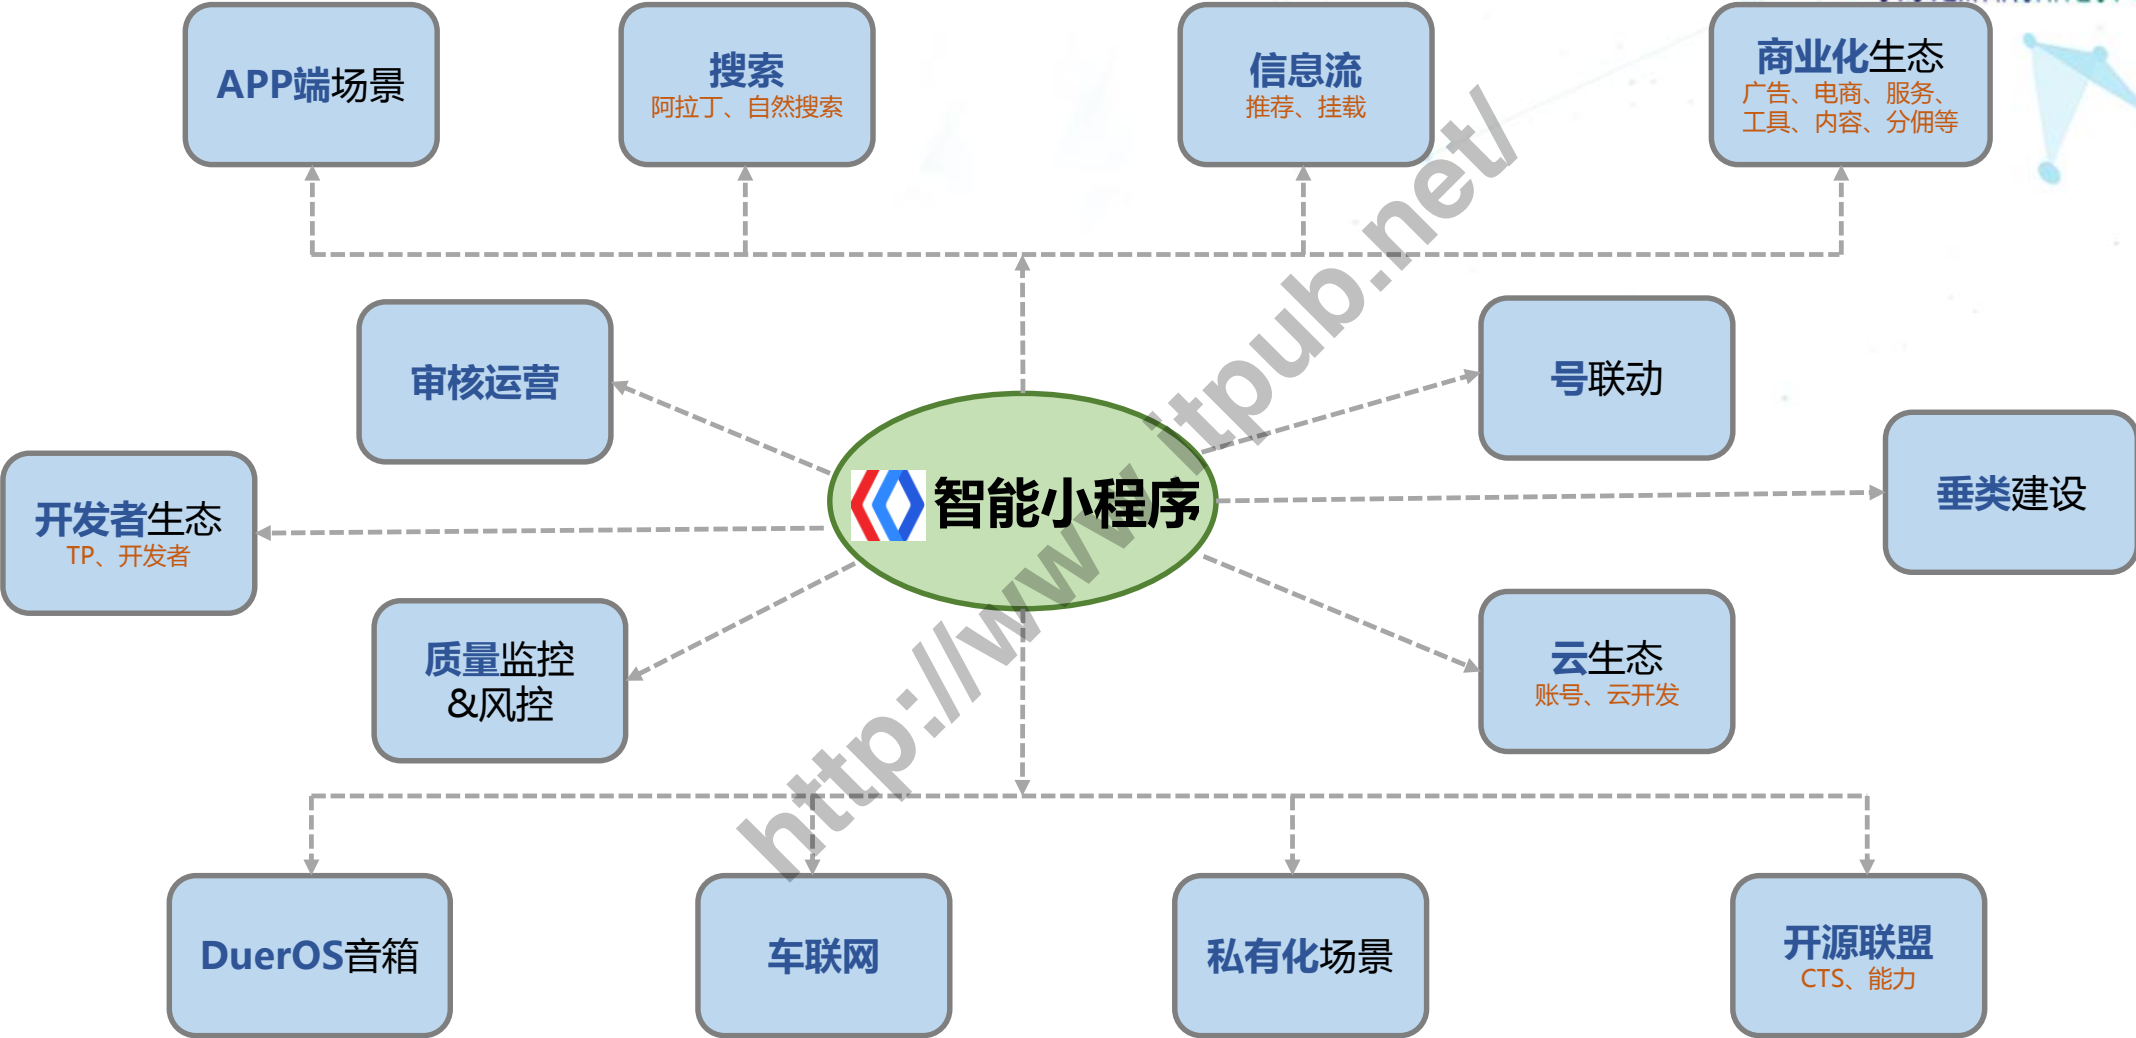 APP端场景
搜索
阿拉丁、自然搜索
信息流
推荐、挂载
商业化生态
广告、电商、服务、
工具、内容、分佣等
审核运营
号联动
开发者生态
TP、开发者
智能小程序
垂类建设
质量监控
&风控
云生态
账号、云开发
DuerOS音箱
车联网
私有化场景
开源联盟
CTS、能力
http://www.itpub.net/